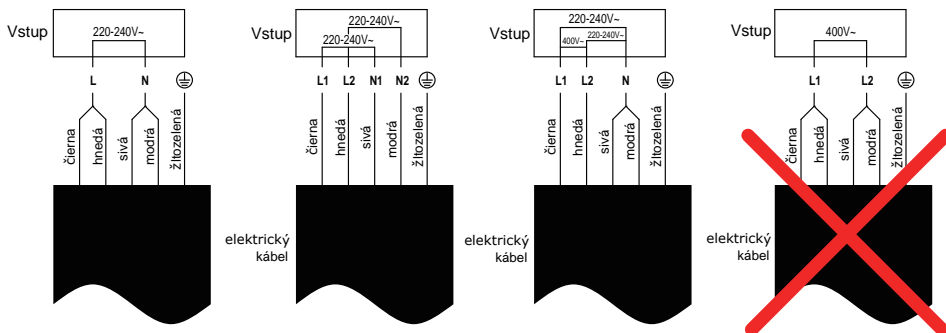 Vstup
220-240V~
L N
čierna
hnedá
sivá
modrá
žltozelená
Vstup
220-240V~
220-240V~
L1 L2 N1 N2
čierna
hnedá
sivá
modrá
žltozelená
elektrický
kábel
Vstup
220-240V~
400V~ 220-240V~
L1 L2 N
čierna
hnedá
sivá
modrá
žltozelená
elektrický
kábel
Vstup
400V~
L1 L2
čierna
hnedá
sivá
modrá
žltozelená
elektrický
kábel